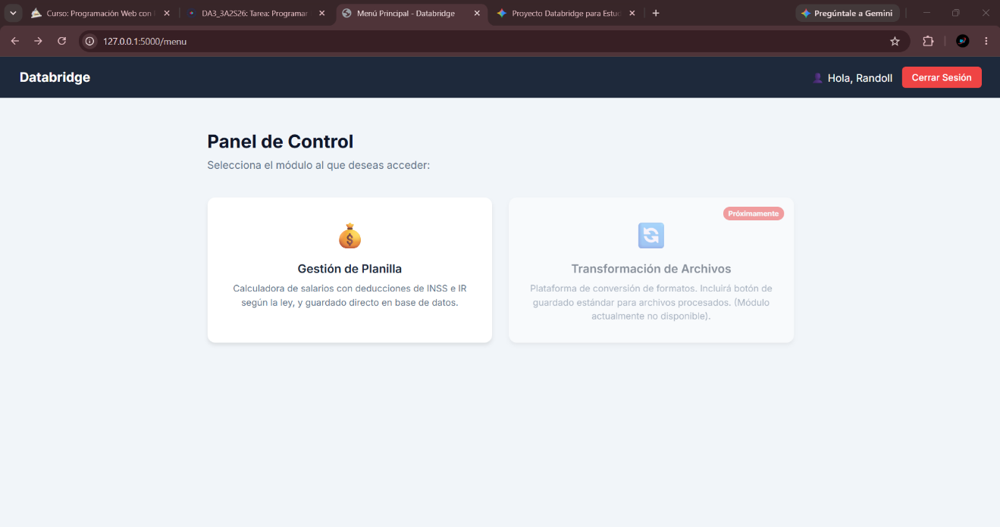 Curso: Programación Web con
DA3_3A2S26: Tarea: Programar
Menú Principal - Databridge
Proyecto Databridge para Estud
Pregúntale a Gemini
127.0.0.1:5000/menu
Databridge
Hola, Randoll
Cerrar Sesión
Panel de Control
Selecciona el módulo al que deseas acceder:
Gestión de Planilla
Calculadora de salarios con deducciones de INSS e IR
según la ley, y guardado directo en base de datos.
Próximamente
Transformación de Archivos
Plataforma de conversión de formatos. Incluirá botón de
guardado estándar para archivos procesados. (Módulo
actualmente no disponible).